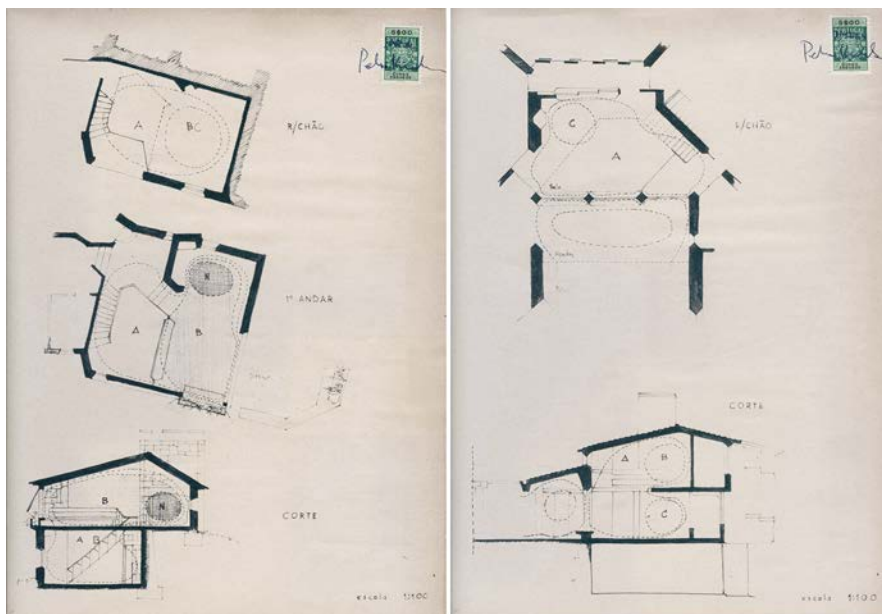 A
BC
R/CHÃO
N
1º ANDAR
A
B
B
N
CORTE
A B
escala 1:100
C
R/CHÃO
A
CORTE
A
B
C
escala 1:100